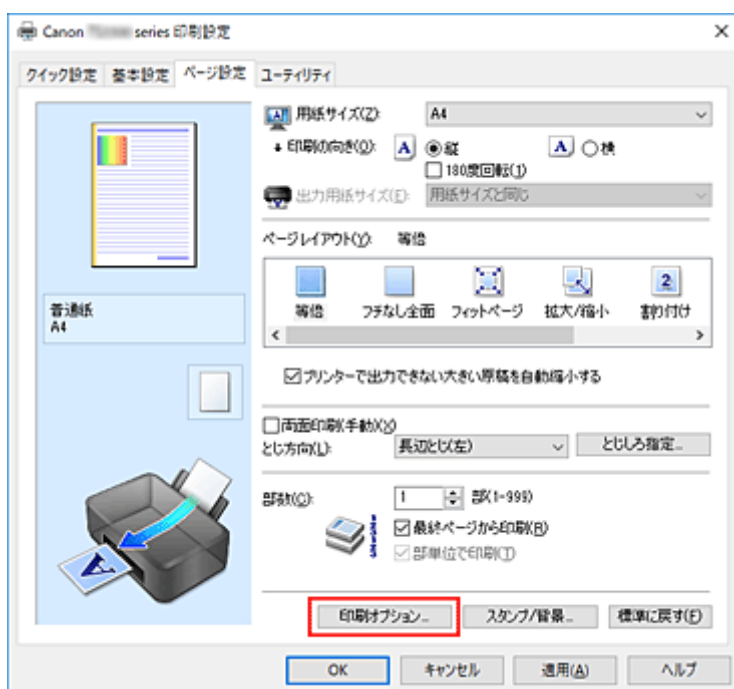 Canon series 印刷設定
クイック設定 基本設定 ページ設定 ユーティリティ
用紙サイズ(Z): A4
印刷の向き(O): A 縦 A 横
180度回転(J)
出力用紙サイズ(E): 用紙サイズと同じ
ページレイアウト(Y): 等倍
2
等倍 フチなし全面 フィットページ 拡大/縮小 割り付け
普通紙
A4
プリンターで出力できない大きい原稿を自動縮小する
両面印刷(手動)(X)
とじ方向(L): 長辺とじ(左) とじしろ指定...
部数(C): 1 部(1-999)
最終ページから印刷(R)
部単位で印刷(T)
印刷オプション... スタンプ/背景... 標準に戻す(F)
OK キャンセル 適用(A) ヘルプ